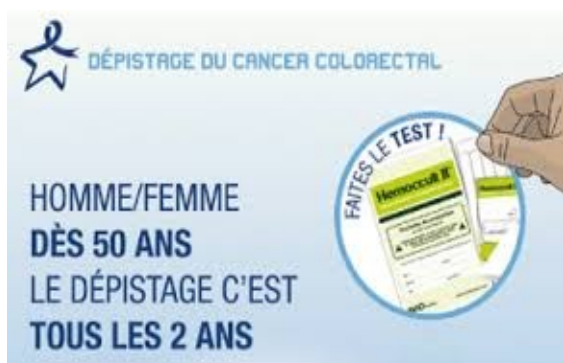 DÉPISTAGE DU CANCER COLORECTAL
FAITES LE TEST !
Hemoccult II
Hemoccult
HOMME/FEMME
DÈS 50 ANS
LE DÉPISTAGE C'EST
TOUS LES 2 ANS